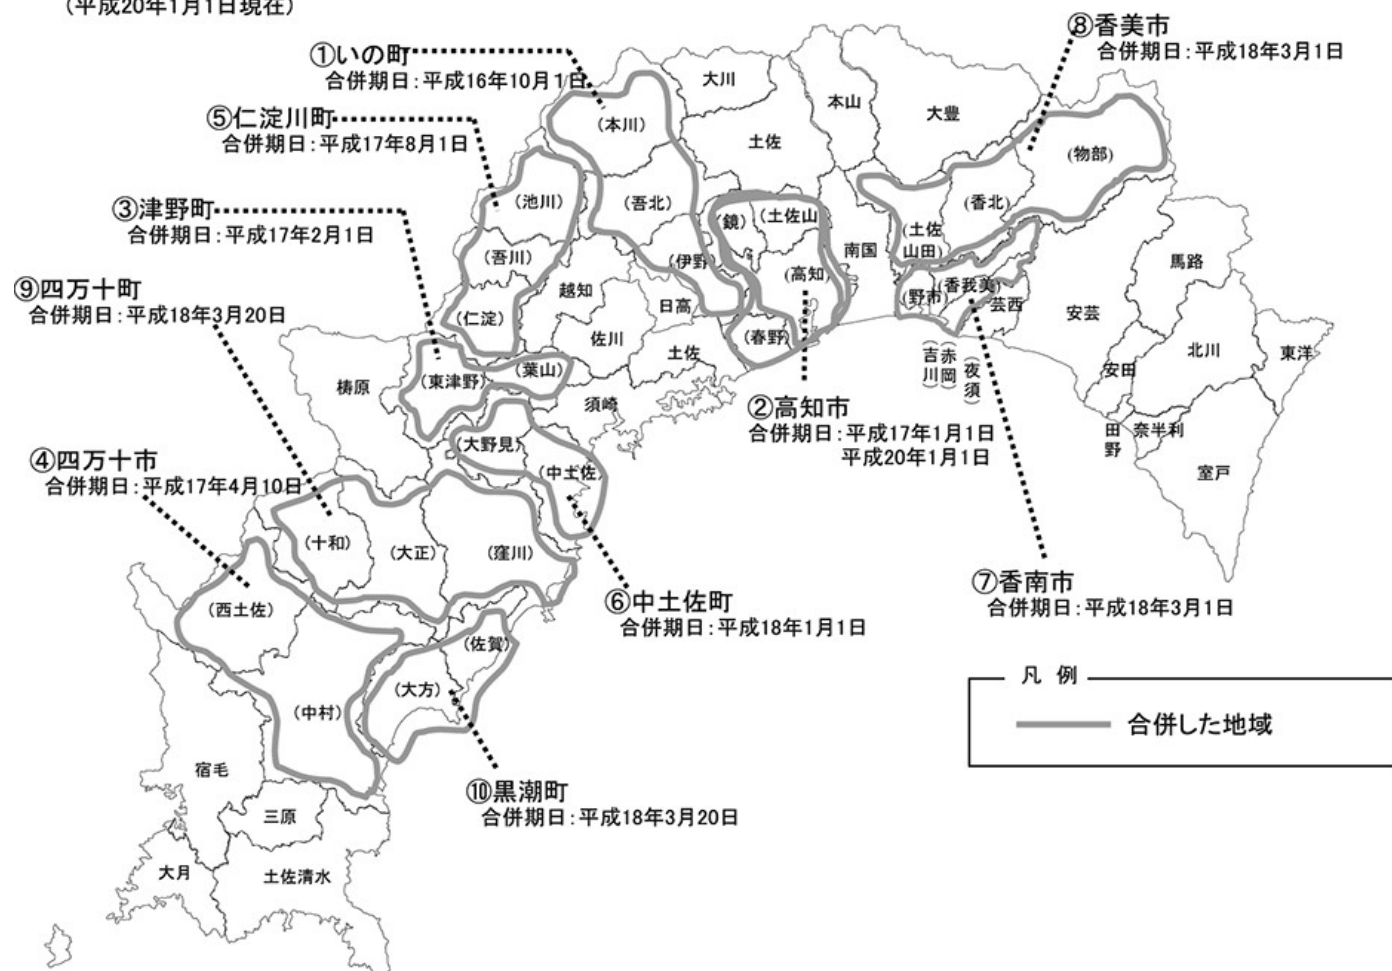 (平成20年1月1日現在)
①いの町
合併期日：平成16年10月1日
⑤仁淀川町
合併期日：平成17年8月1日
③津野町
合併期日：平成17年2月1日
⑨四万十町
合併期日：平成18年3月20日
④四万十市
合併期日：平成17年4月10日
⑧香美市
合併期日：平成18年3月1日
②高知市
合併期日：平成17年1月1日
平成20年1月1日
⑦香南市
合併期日：平成18年3月1日
⑥中土佐町
合併期日：平成18年1月1日
⑩黒潮町
合併期日：平成18年3月20日
大川
本山
大豊
土佐
(本川)
(物部)
(池川)
(吾北)
(鏡)
(土佐山)
(香北)
(土佐
山田)
南国
(吾川)
(伊野)
(高知)
馬路
越知
日高
(野市)
(香我美)
芸西
安芸
(仁淀)
佐川
土佐
(春野)
(吉川)
(赤岡)
(夜須)
北川
東洋
安田
梼原
(東津野)
(葉山)
須崎
田野
奈半利
室戸
(大野見)
(中土佐)
(十和)
(大正)
(窪川)
(西土佐)
(佐賀)
(大方)
(中村)
宿毛
三原
大月
土佐清水
凡 例
合併した地域